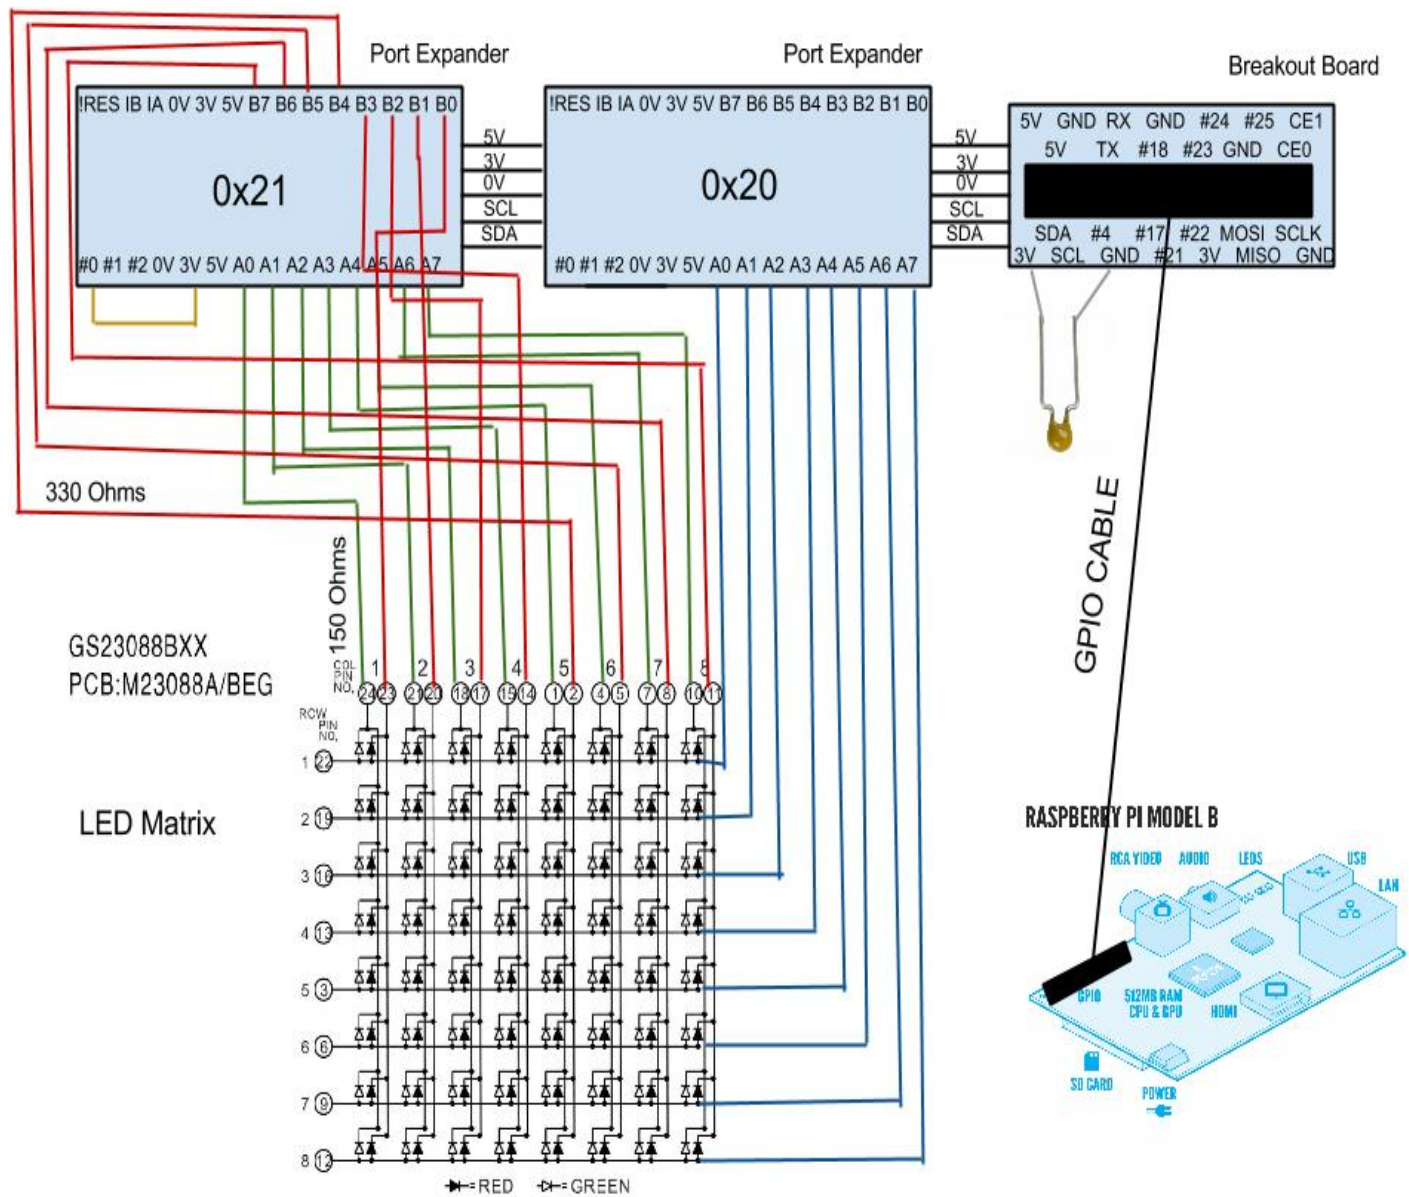 Port Expander
Port Expander
Breakout Board
!RES IB IA 0V 3V 5V B7 B6 B5 B4 B3 B2 B1 B0
0x21
#0 #1 #2 0V 3V 5V A0 A1 A2 A3 A4 A5 A6 A7
5V
3V
0V
SCL
SDA
!RES IB IA 0V 3V 5V B7 B6 B5 B4 B3 B2 B1 B0
0x20
#0 #1 #2 0V 3V 5V A0 A1 A2 A3 A4 A5 A6 A7
5V
3V
0V
SCL
SDA
5V GND RX GND #24 #25 CE1
5V TX #18 #23 GND CE0
SDA #4 #17 #22 MOSI SCLK
3V SCL GND #21 3V MISO GND
330 Ohms
150 Ohms
GPIO CABLE
GS23088BXX
PCB:M23088A/BEG
LED Matrix
COL PIN NO.
1 2 3 4 5 6 7 8
24 23 21 20 18 17 15 14 1 2 4 5 7 8 10 11
ROW PIN NO.
1 22
2 19
3 16
4 13
5 3
6 6
7 9
8 12
=RED =GREEN
RASPBERRY PI MODEL B
RCA VIDEO AUDIO LEDS USB
LAN
GPIO
512MB RAM
CPU & GPU
HDMI
SD CARD
POWER